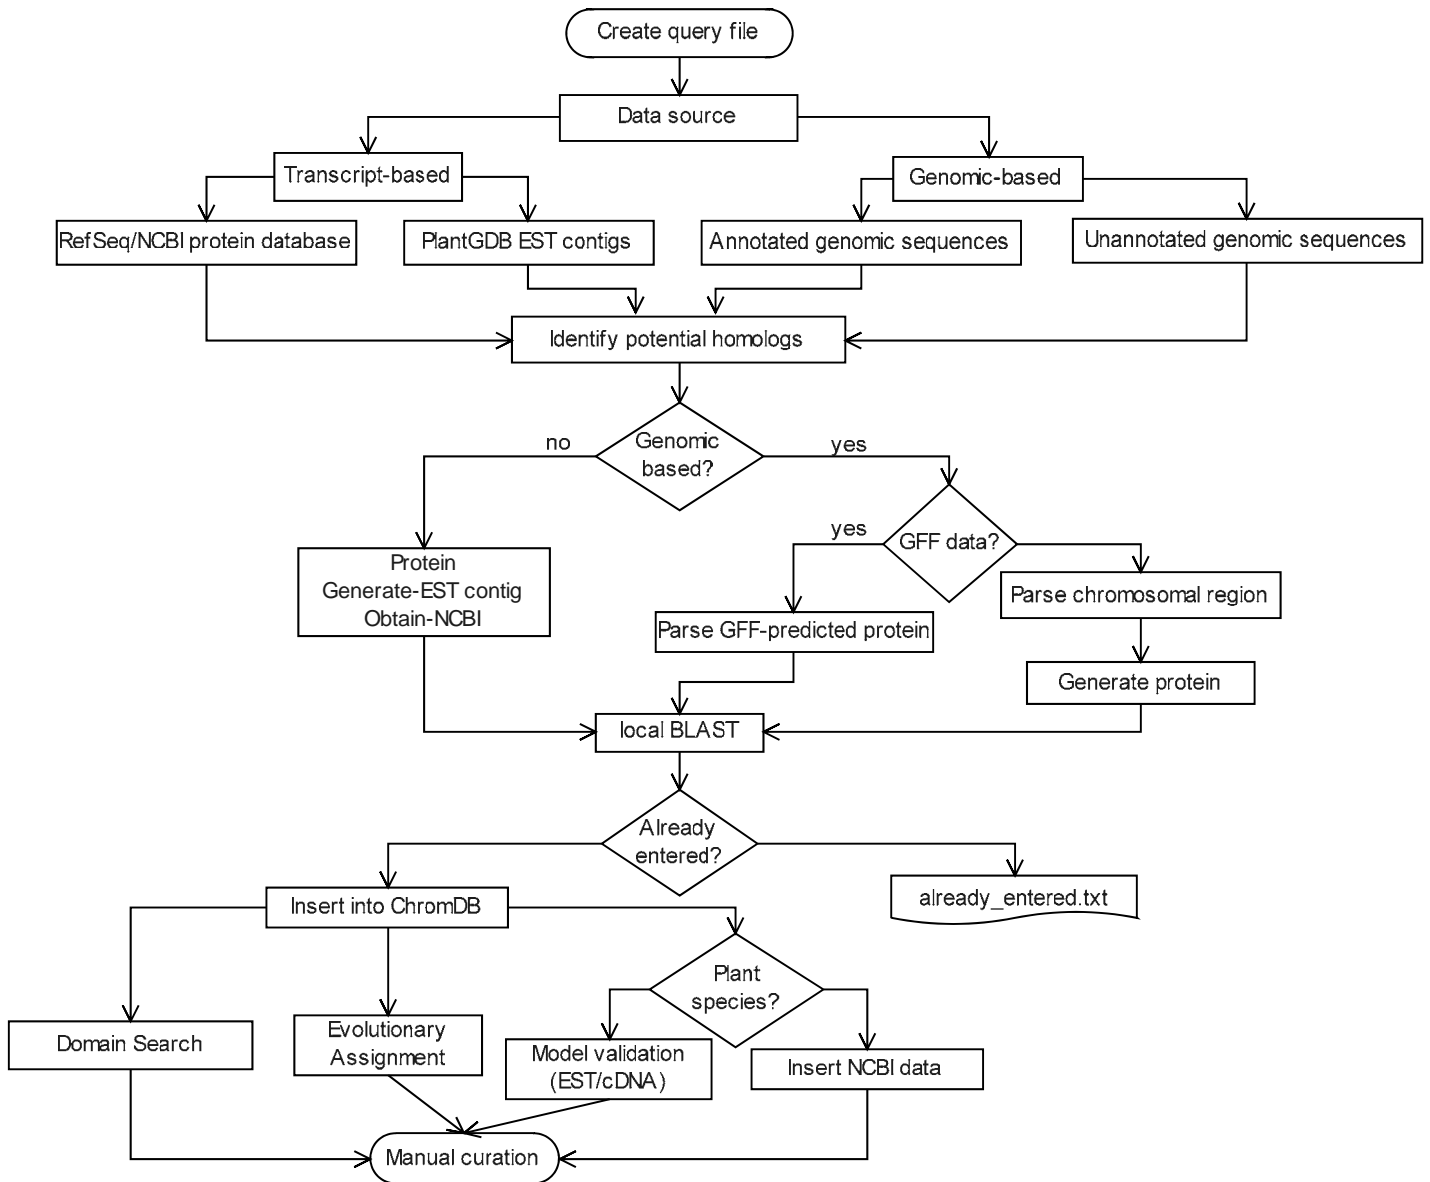 Create query file
Data source
Transcript-based
Genomic-based
RefSeq/NCBI protein database
PlantGDB EST contigs
Annotated genomic sequences
Unannotated genomic sequences
Identify potential homologs
Genomic
based?
no
yes
GFF data?
yes
Protein
Generate-EST contig
Obtain-NCBI
Parse chromosomal region
Parse GFF-predicted protein
Generate protein
local BLAST
Already
entered?
Insert into ChromDB
already_entered.txt
Plant
species?
Domain Search
Evolutionary
Assignment
Model validation
(EST/cDNA)
Insert NCBI data
Manual curation